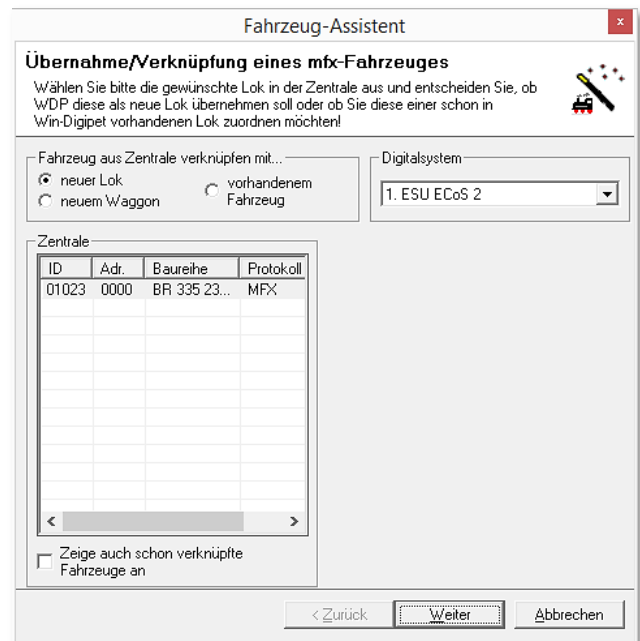 Fahrzeug-Assistent
x
Übernahme/Verknüpfung eines mfx-Fahrzeuges
Wählen Sie bitte die gewünschte Lok in der Zentrale aus und entscheiden Sie, ob
WDP diese als neue Lok übernehmen soll oder ob Sie diese einer schon in
Win-Digipet vorhandenen Lok zuordnen möchten!
Fahrzeug aus Zentrale verknüpfen mit...
neuer Lok
neuem Waggon
vorhandenem
Fahrzeug
Digitalsystem
1. ESU ECoS 2
Zentrale
ID Adr. Baureihe Protokoll
01023 0000 BR 335 23... MFX
Zeige auch schon verknüpfte
Fahrzeuge an
< Zurück Weiter Abbrechen